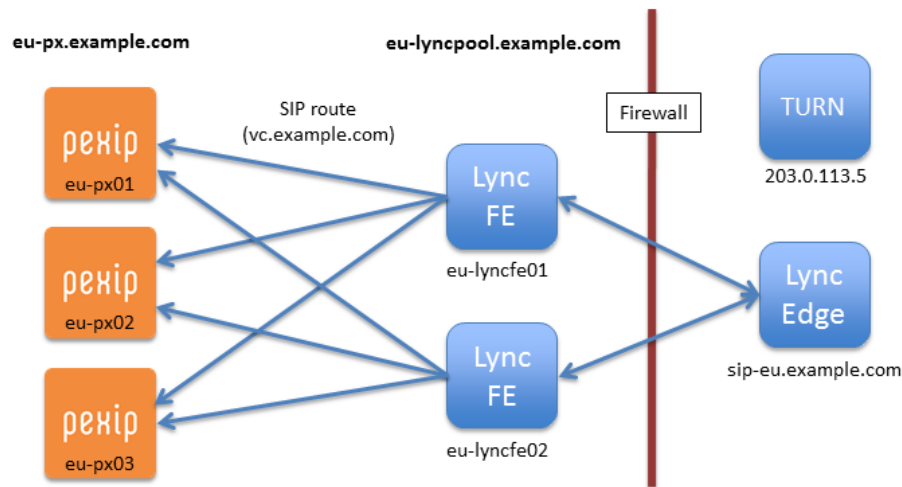 eu-px.example.com
eu-lyncpool.example.com
SIP route
(vc.example.com)
Firewall
TURN
203.0.113.5
pexip
eu-px01
Lync
FE
eu-lyncfe01
pexip
eu-px02
Lync
Edge
sip-eu.example.com
Lync
FE
eu-lyncfe02
pexip
eu-px03